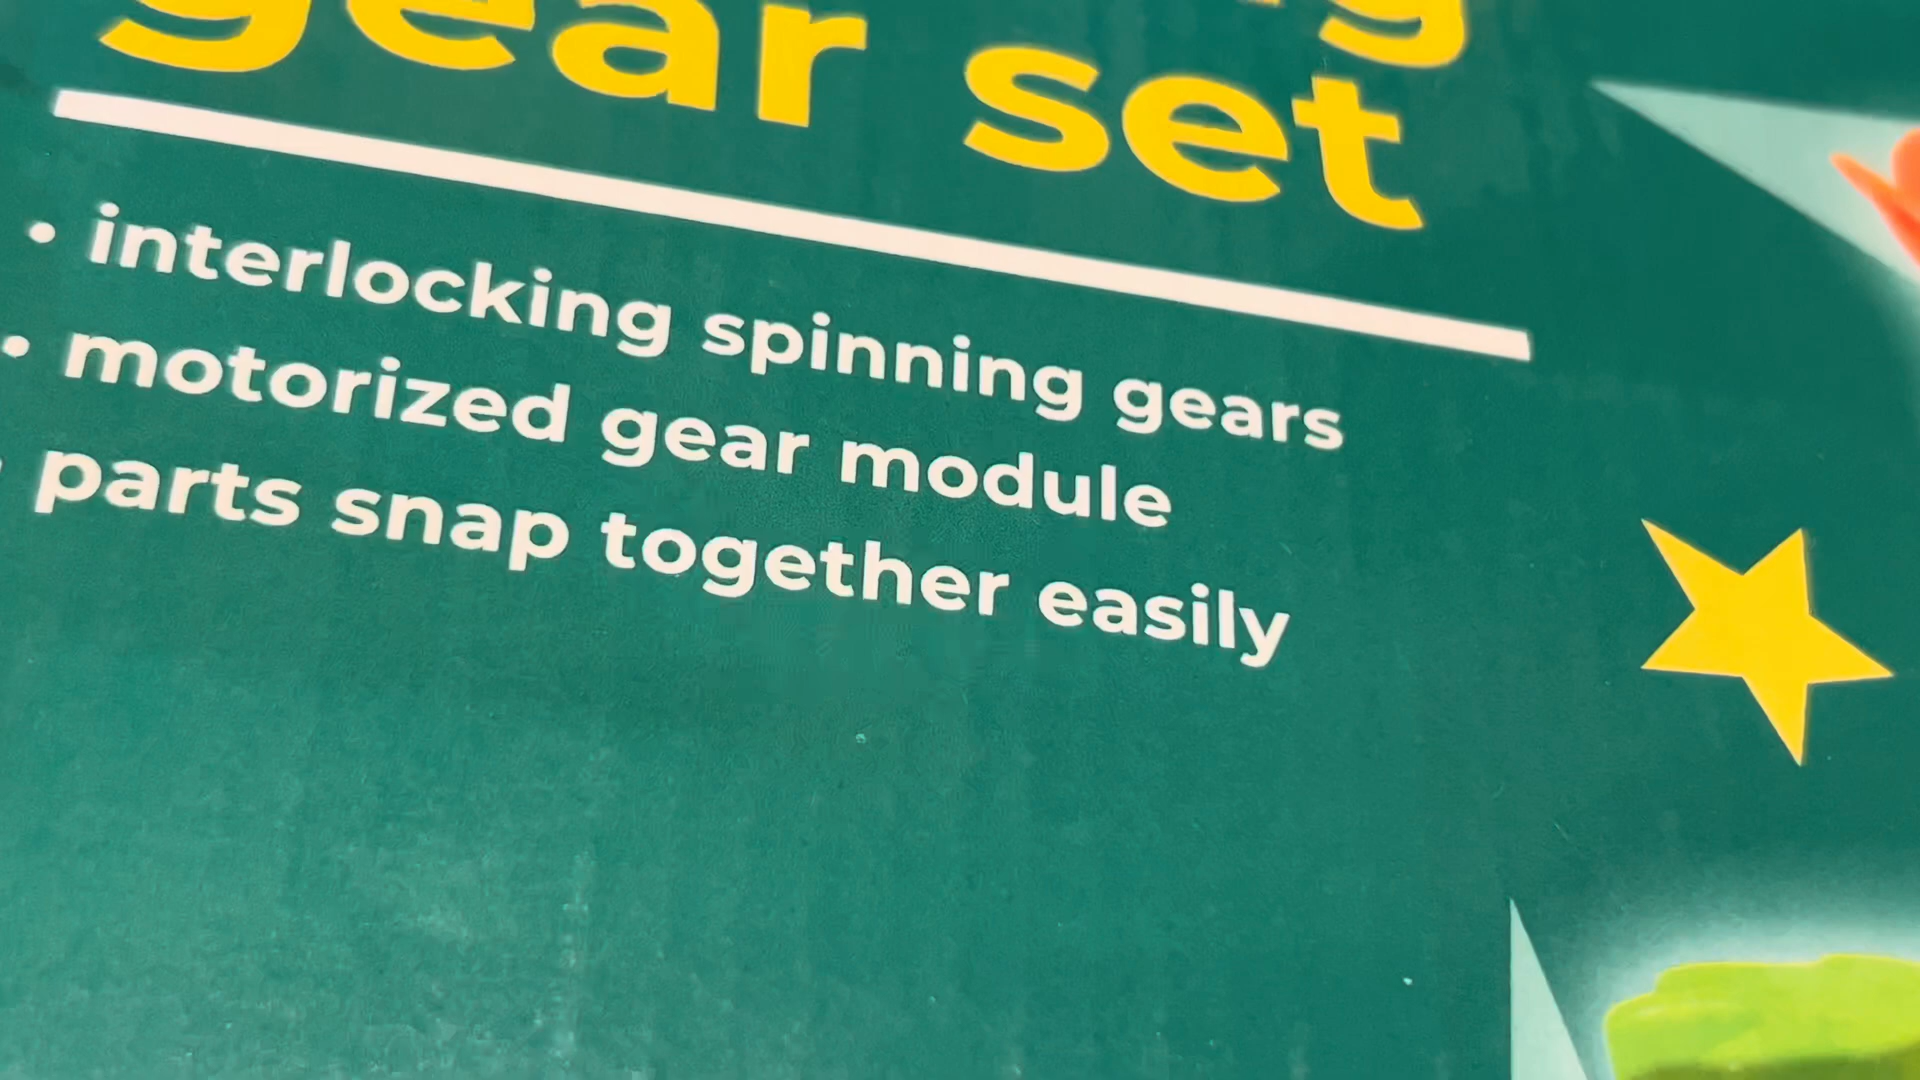 gear set
• interlocking spinning gears
• motorized gear module
• parts snap together easily